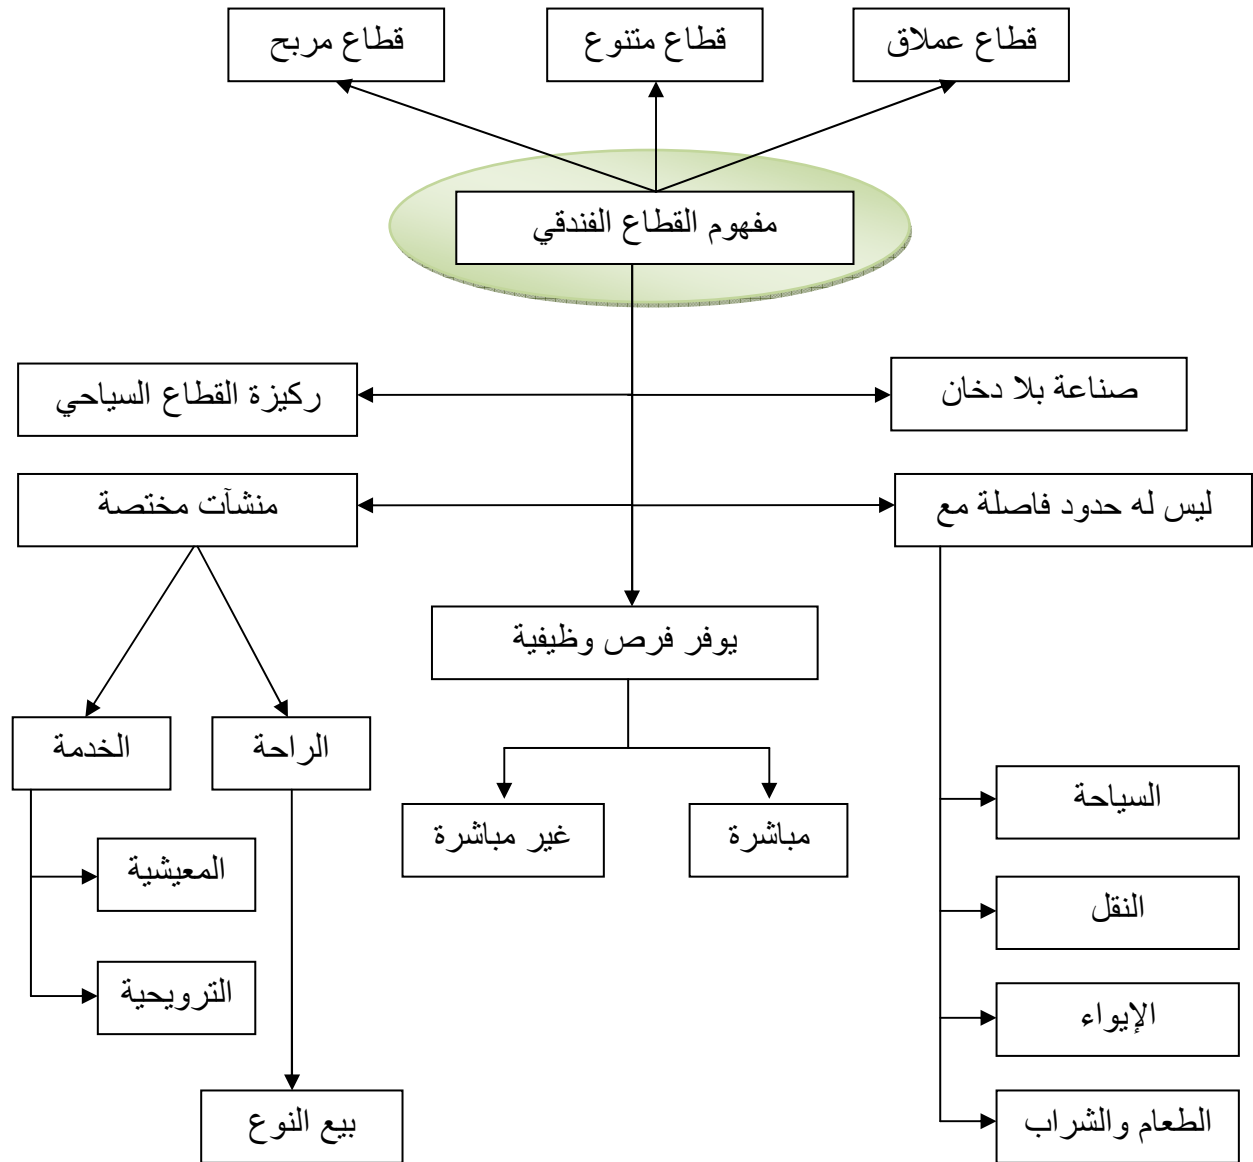 قطاع عملاق
قطاع متنوع
قطاع مربح
مفهوم القطاع الفندقي
صناعة بلا دخان
ركيزة القطاع السياحي
ليس له حدود فاصلة مع
منشآت مختصة
يوفر فرص وظيفية
الراحة
الخدمة
السياحة
مباشرة
غير مباشرة
المعيشية
النقل
الترويحية
الإيواء
الطعام والشراب
بيع النوع